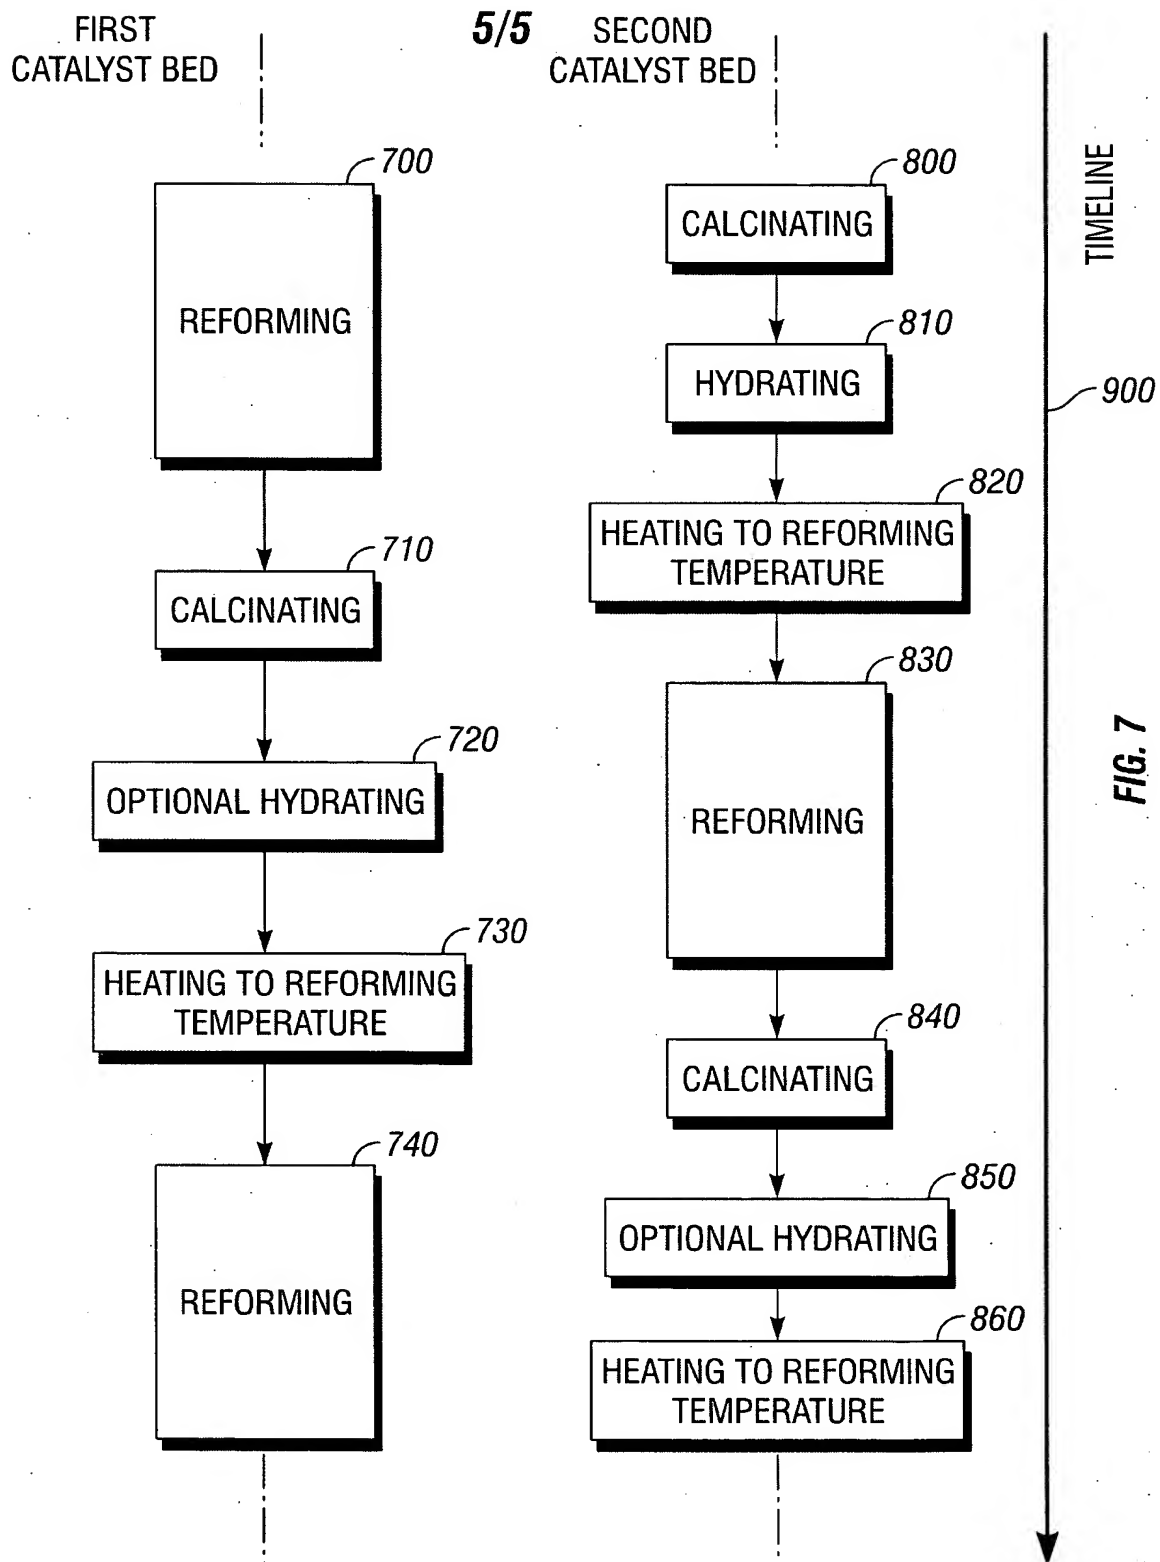 5/5
FIRST
CATALYST BED
700
REFORMING
710
CALCINATING
720
OPTIONAL HYDRATING
730
HEATING TO REFORMING
TEMPERATURE
740
REFORMING
SECOND
CATALYST BED
800
CALCINATING
810
HYDRATING
820
HEATING TO REFORMING
TEMPERATURE
830
REFORMING
840
CALCINATING
850
OPTIONAL HYDRATING
860
HEATING TO REFORMING
TEMPERATURE
TIMELINE
900
FIG. 7